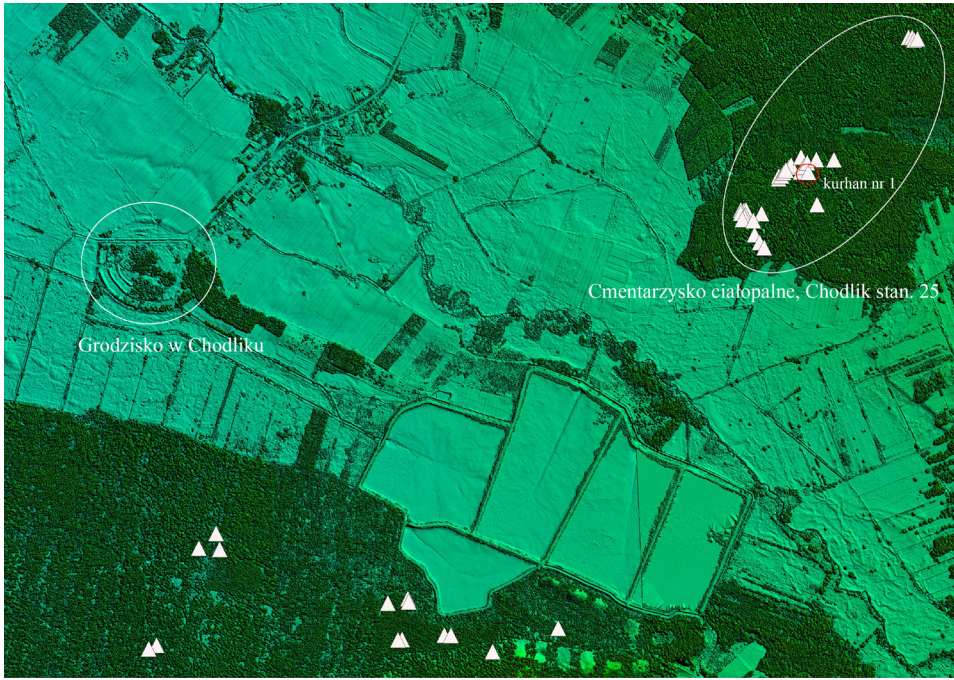 kurhan nr 1
Cmentarzysko ciałopalne, Chodlik stan. 25
Grodzisko w Chodliku